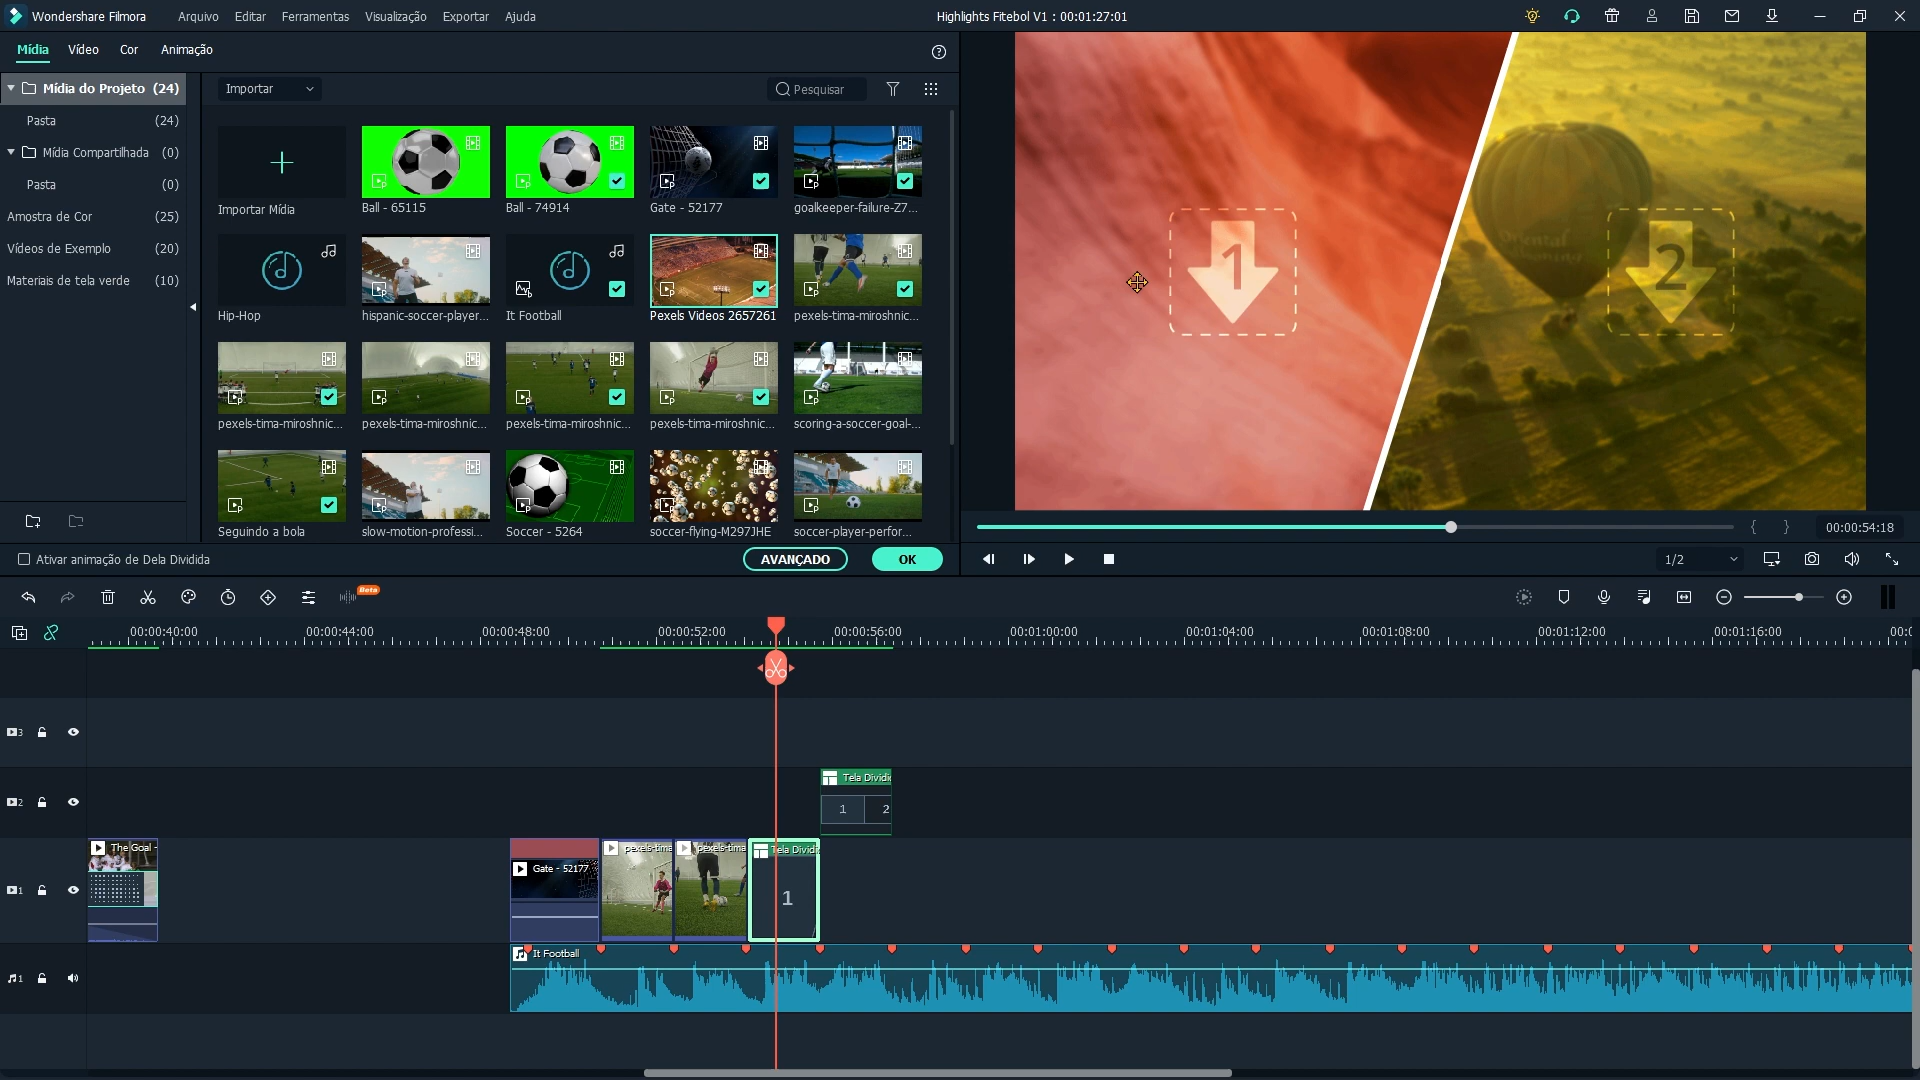 Wondershare Filmora
Arquivo Editar Ferramentas Visualização Exportar Ajuda
Highlights Fitebol V1 : 00:01:27:01
Mídia Vídeo Cor Animação
Mídia do Projeto (24)
Pasta (24)
Mídia Compartilhada (0)
Pasta (0)
Amostra de Cor (25)
Vídeos de Exemplo (20)
Materiais de tela verde (10)
Importar
Pesquisar
Importar Mídia
Ball - 65115
Ball - 74914
Gate - 52177
goalkeeper-failure-Z7...
Hip-Hop
hispanic-soccer-player...
It Football
Pexels Videos 2657261
pexels-tima-miroshnic...
pexels-tima-miroshnic...
pexels-tima-miroshnic...
pexels-tima-miroshnic...
pexels-tima-miroshnic...
scoring-a-soccer-goal-...
Seguindo a bola
slow-motion-professi...
Soccer - 5264
soccer-flying-M297JHE
soccer-player-perfor...
Ativar animação de Dela Dividida
AVANÇADO
OK
1
2
{ }
00:00:54:18
1/2
Beta
00:00:40:00
00:00:44:00
00:00:48:00
00:00:52:00
00:00:56:00
00:01:00:00
00:01:04:00
00:01:08:00
00:01:12:00
00:01:16:00
00:0
3
2
Tela Dividi
1 2
1
The Goal -
Gate - 52177
pexels-tima
pexels-tima
Tela Dividi
1
1
It Football